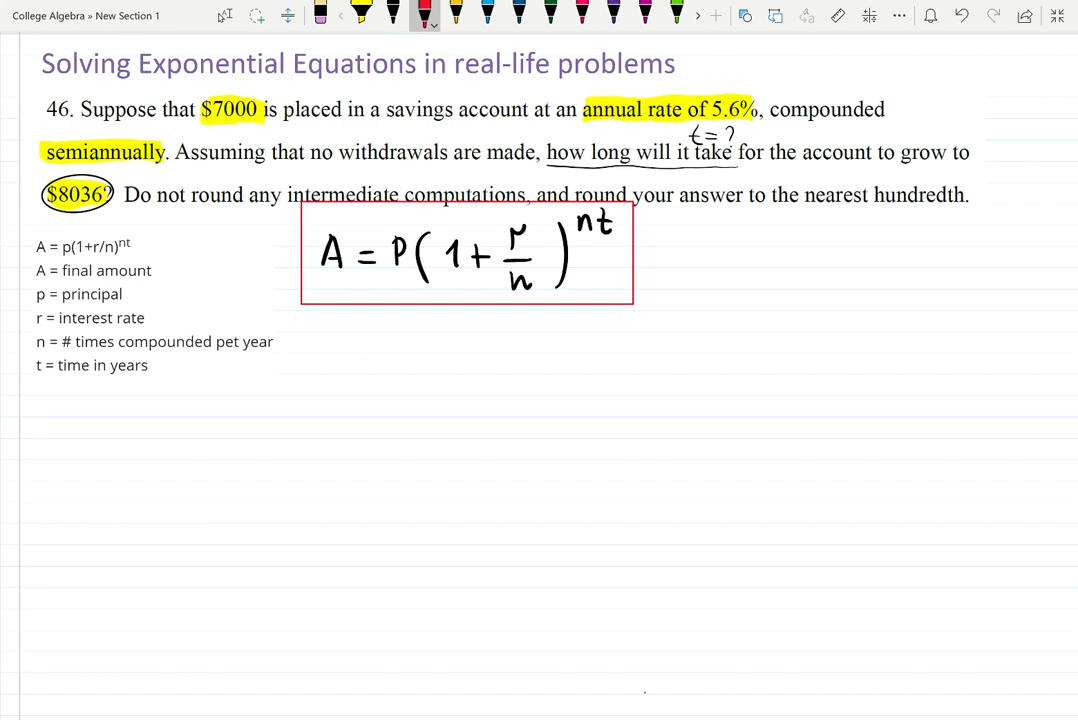 College Algebra » New Section 1
Solving Exponential Equations in real-life problems
46. Suppose that $7000 is placed in a savings account at an annual rate of 5.6%, compounded
t = ?
semiannually. Assuming that no withdrawals are made, how long will it take for the account to grow to
$8036? Do not round any intermediate computations, and round your answer to the nearest hundredth.
A = P(1 + r/n)^nt
A = p(1+r/n)^nt
A = final amount
p = principal
r = interest rate
n = # times compounded pet year
t = time in years